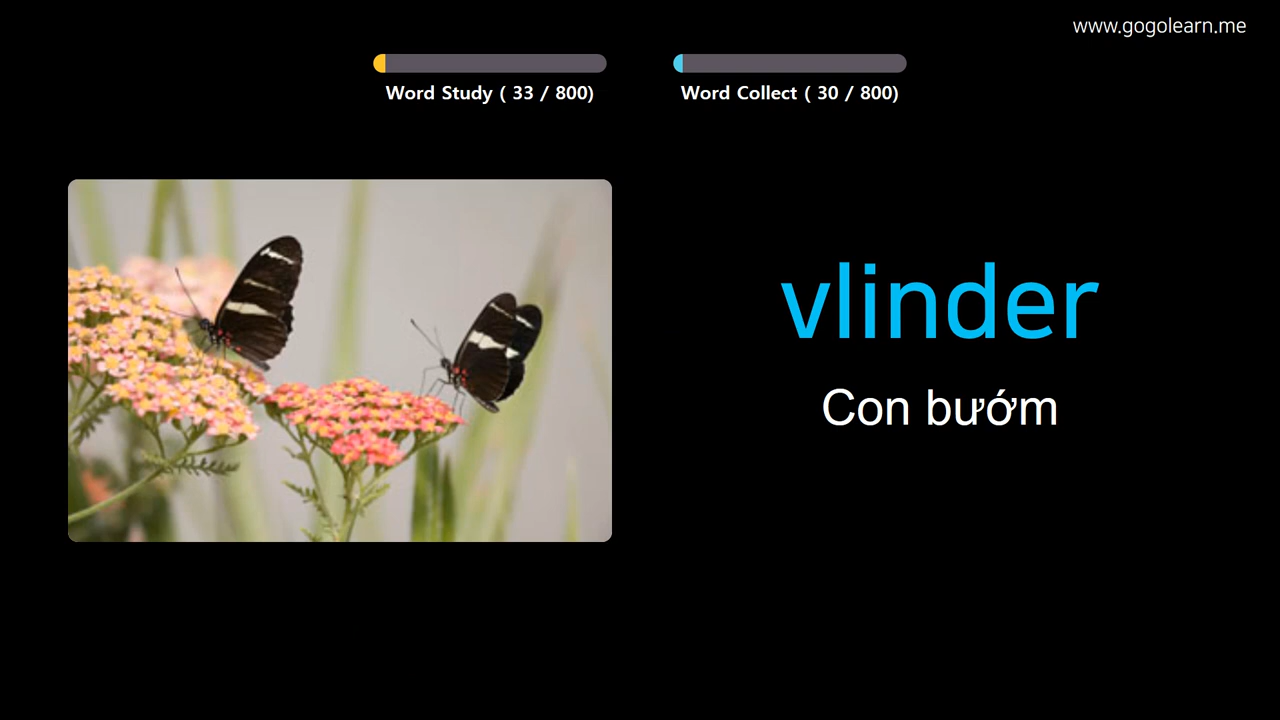 www.gogolearn.me
Word Study ( 33 / 800)
Word Collect ( 30 / 800)
vlinder
Con bướm